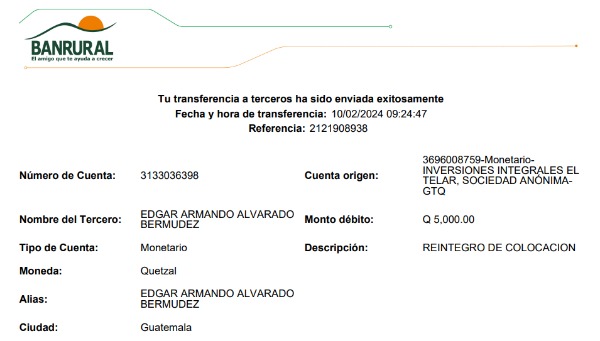 BANRURAL
El amigo que te ayuda a crecer
Tu transferencia a terceros ha sido enviada exitosamente
Fecha y hora de transferencia: 10/02/2024 09:24:47
Referencia: 2121908938
Número de Cuenta: 3133036398
Cuenta origen: 3696008759-Monetario-
INVERSIONES INTEGRALES EL
TELAR, SOCIEDAD ANÓNIMA-
GTQ
Nombre del Tercero: EDGAR ARMANDO ALVARADO
BERMUDEZ
Monto débito: Q 5,000.00
Tipo de Cuenta: Monetario
Descripción: REINTEGRO DE COLOCACION
Moneda: Quetzal
Alias: EDGAR ARMANDO ALVARADO
BERMUDEZ
Ciudad: Guatemala